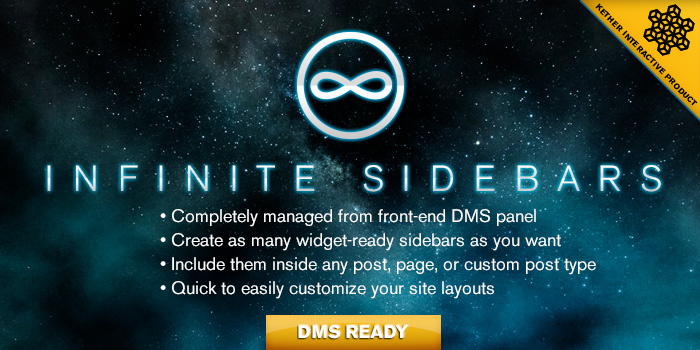 KETHER INTERACTIVE PRODUCT
INFINITE SIDEBARS
• Completely managed from front-end DMS panel
• Create as many widget-ready sidebars as you want
• Include them inside any post, page, or custom post type
• Quick to easily customize your site layouts
DMS READY